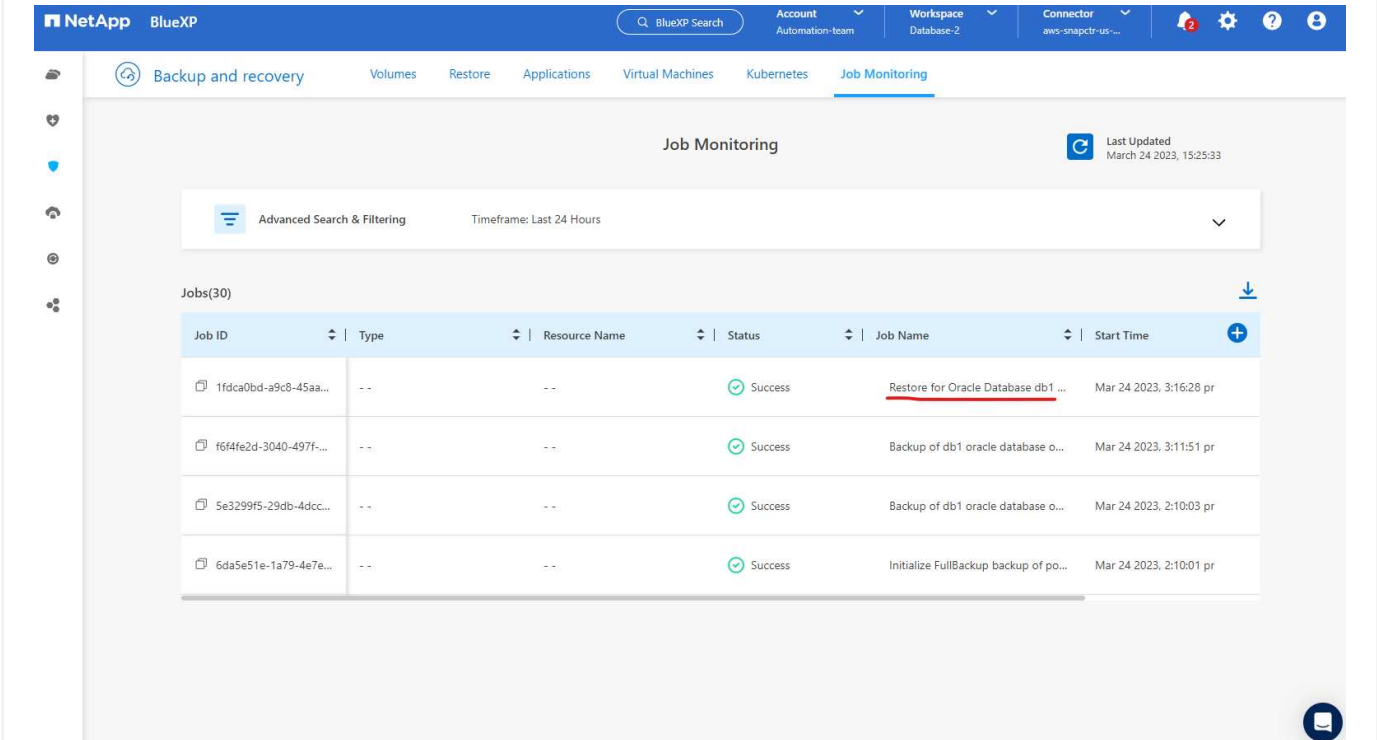 NetApp BlueXP
BlueXP Search
Account
Automation-team
Workspace
Database-2
Connector
aws-snapctr-us-...
2
Backup and recovery
Volumes
Restore
Applications
Virtual Machines
Kubernetes
Job Monitoring
Job Monitoring
Last Updated
March 24 2023, 15:25:33
Advanced Search & Filtering
Timeframe: Last 24 Hours
Jobs(30)
Job ID Type Resource Name Status Job Name Start Time
1fdca0bd-a9c8-45aa... - - - - Success Restore for Oracle Database db1 ... Mar 24 2023, 3:16:28 pr
f6f4fe2d-3040-497f-... - - - - Success Backup of db1 oracle database o... Mar 24 2023, 3:11:51 pr
5e3299f5-29db-4dcc... - - - - Success Backup of db1 oracle database o... Mar 24 2023, 2:10:03 pr
6da5e51e-1a79-4e7e... - - - - Success Initialize FullBackup backup of po... Mar 24 2023, 2:10:01 pr